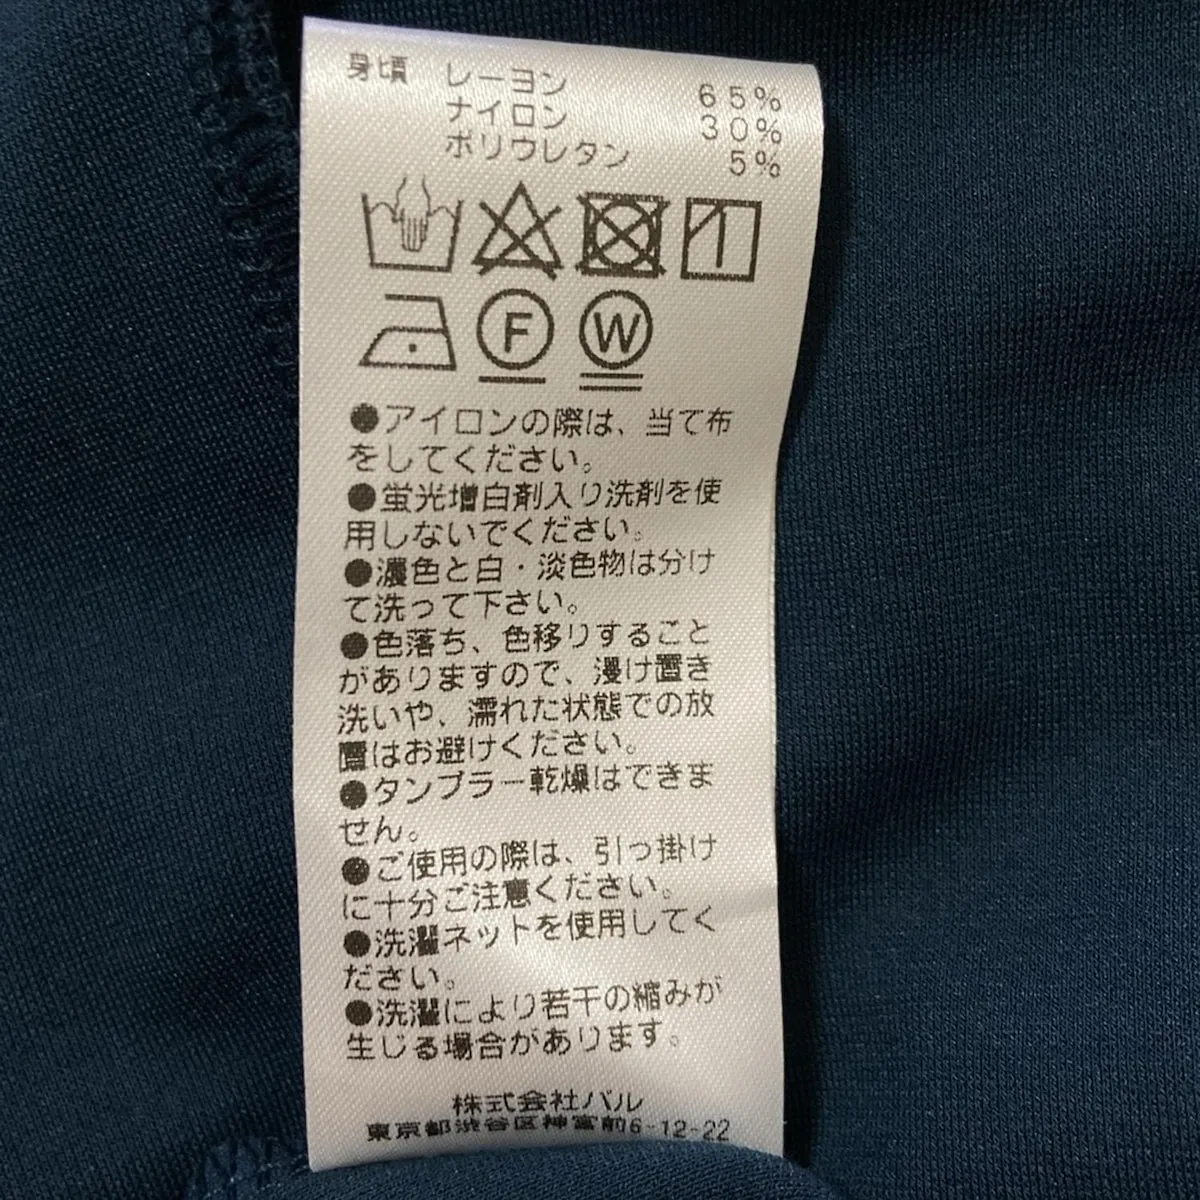 身頃 レーヨン 65%
ナイロン 30%
ポリウレタン 5%
F W
●アイロンの際は、当て布
をしてください。
●蛍光増白剤入り洗剤を使
用しないでください。
●濃色と白・淡色物は分け
て洗って下さい。
●色落ち、色移りすること
がありますので、浸け置き
洗いや、濡れた状態での放
置はお避けください。
●タンブラー乾燥はできま
せん。
●ご使用の際は、引っ掛け
に十分ご注意ください。
●洗濯ネットを使用してく
ださい。
●洗濯により若干の縮みが
生じる場合があります。
株式会社バル
東京都渋谷区神宮前6-12-22